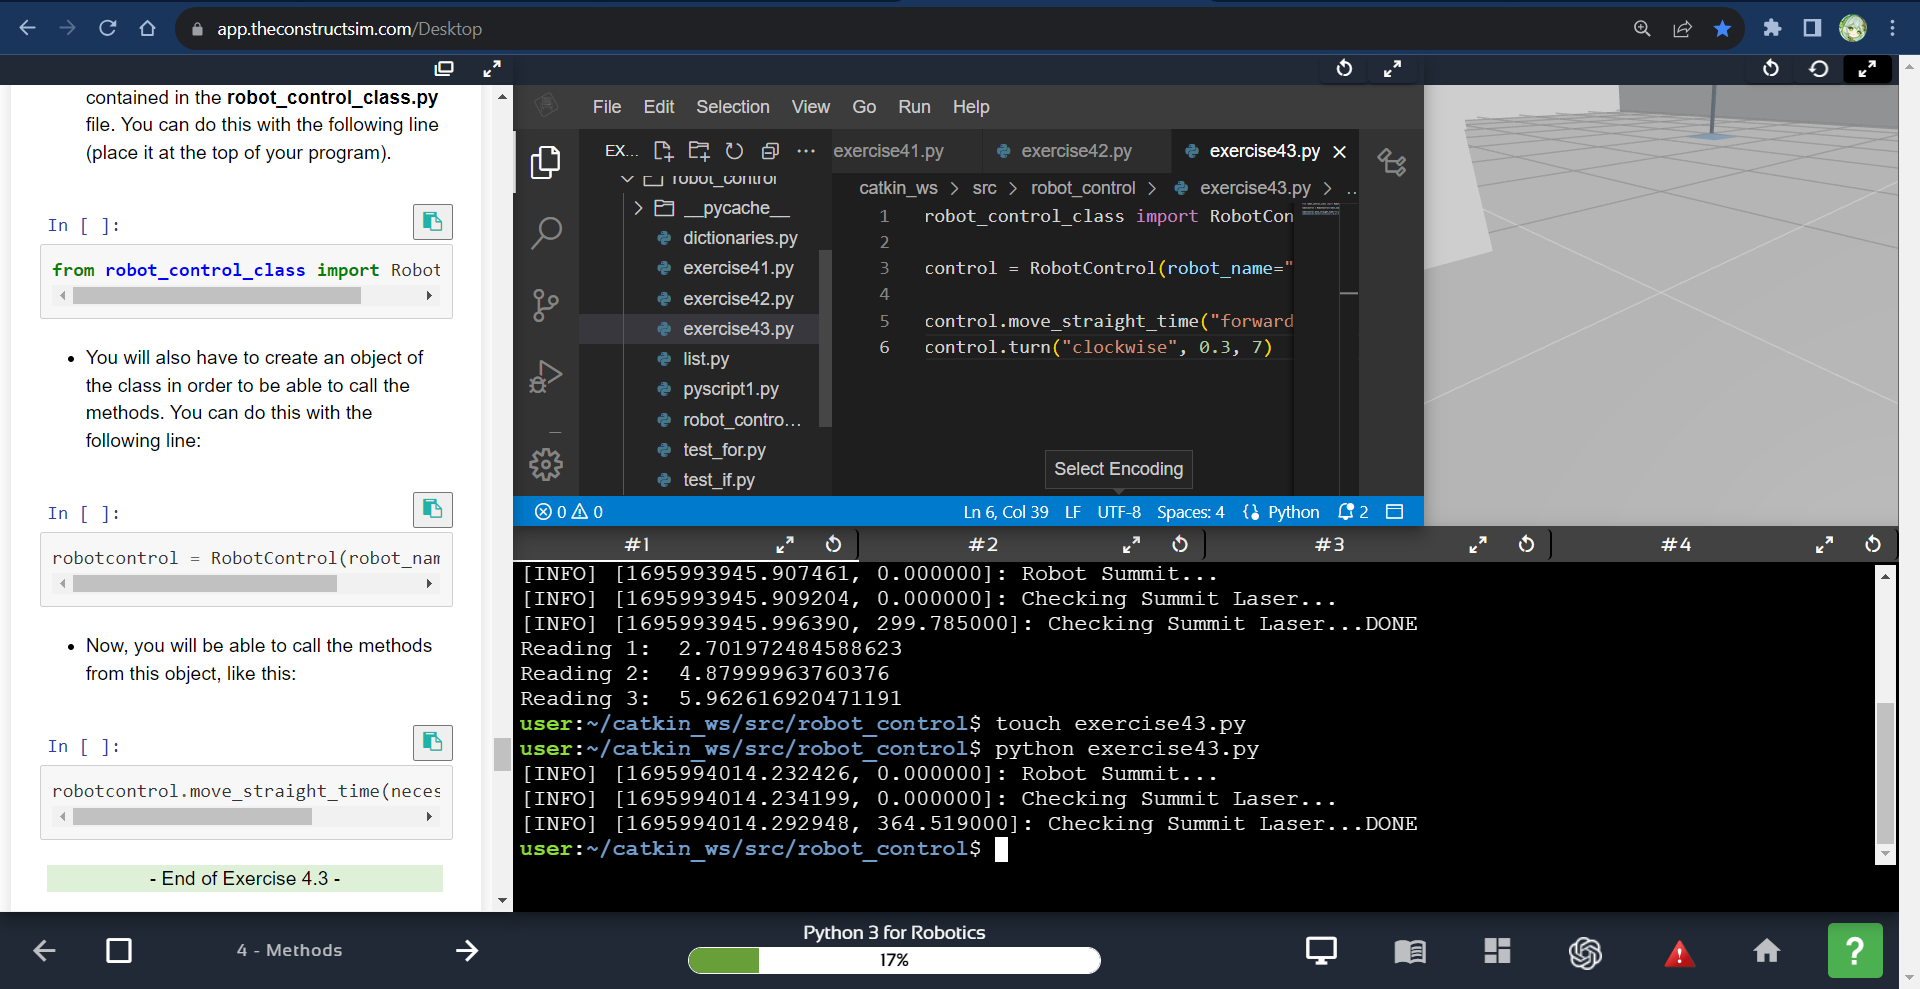 app.theconstructsim.com/Desktop
contained in the robot_control_class.py
file. You can do this with the following line
(place it at the top of your program).
In [ ]:
from robot_control_class import Robot
You will also have to create an object of
the class in order to be able to call the
methods. You can do this with the
following line:
In [ ]:
robotcontrol = RobotControl(robot_nam
Now, you will be able to call the methods
from this object, like this:
In [ ]:
robotcontrol.move_straight_time(neces
- End of Exercise 4.3 -
File Edit Selection View Go Run Help
EX...
robot_control
__pycache__
dictionaries.py
exercise41.py
exercise42.py
exercise43.py
list.py
pyscript1.py
robot_contro...
test_for.py
test_if.py
exercise41.py exercise42.py exercise43.py
catkin_ws > src > robot_control > exercise43.py > ..
1 robot_control_class import RobotCon
2
3 control = RobotControl(robot_name="
4
5 control.move_straight_time("forward
6 control.turn("clockwise", 0.3, 7)
Select Encoding
0 0 Ln 6, Col 39 LF UTF-8 Spaces: 4 Python 2
#1 #2 #3 #4
[INFO] [1695993945.907461, 0.000000]: Robot Summit...
[INFO] [1695993945.909204, 0.000000]: Checking Summit Laser...
[INFO] [1695993945.996390, 299.785000]: Checking Summit Laser...DONE
Reading 1: 2.701972484588623
Reading 2: 4.87999963760376
Reading 3: 5.962616920471191
user:~/catkin_ws/src/robot_control$ touch exercise43.py
user:~/catkin_ws/src/robot_control$ python exercise43.py
[INFO] [1695994014.232426, 0.000000]: Robot Summit...
[INFO] [1695994014.234199, 0.000000]: Checking Summit Laser...
[INFO] [1695994014.292948, 364.519000]: Checking Summit Laser...DONE
user:~/catkin_ws/src/robot_control$
4 - Methods
Python 3 for Robotics
17%
?